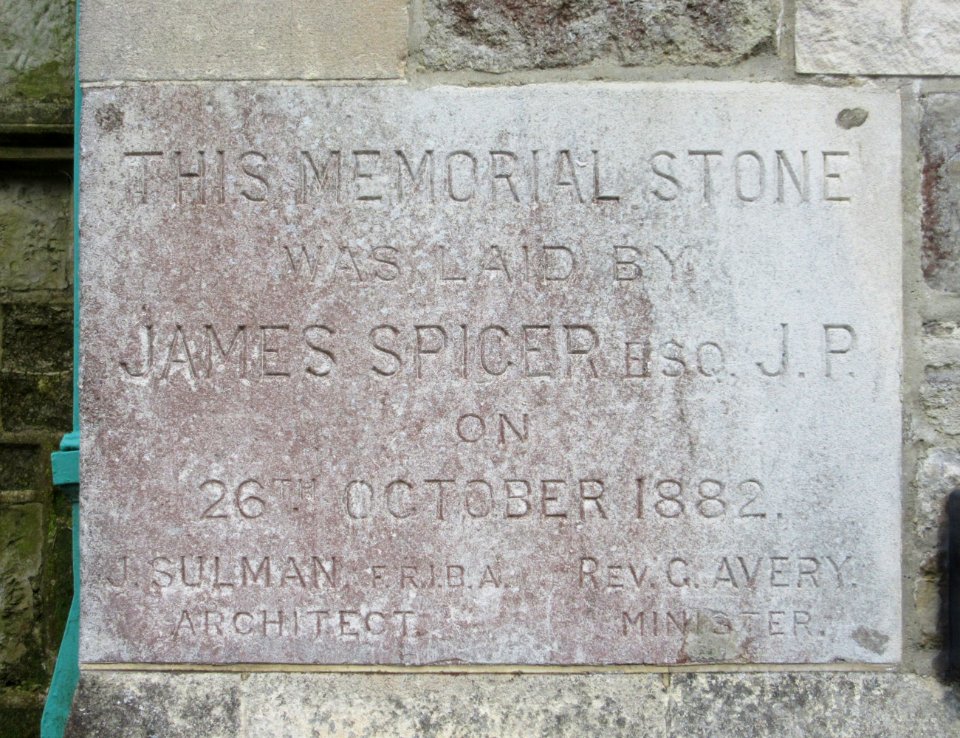 THIS MEMORIAL STONE
WAS LAID BY
JAMES SPICER ESQ. J.P.
ON
26TH OCTOBER 1882.
J. SULMAN, F.R.I.B.A. REV. G. AVERY.
ARCHITECT. MINISTER.